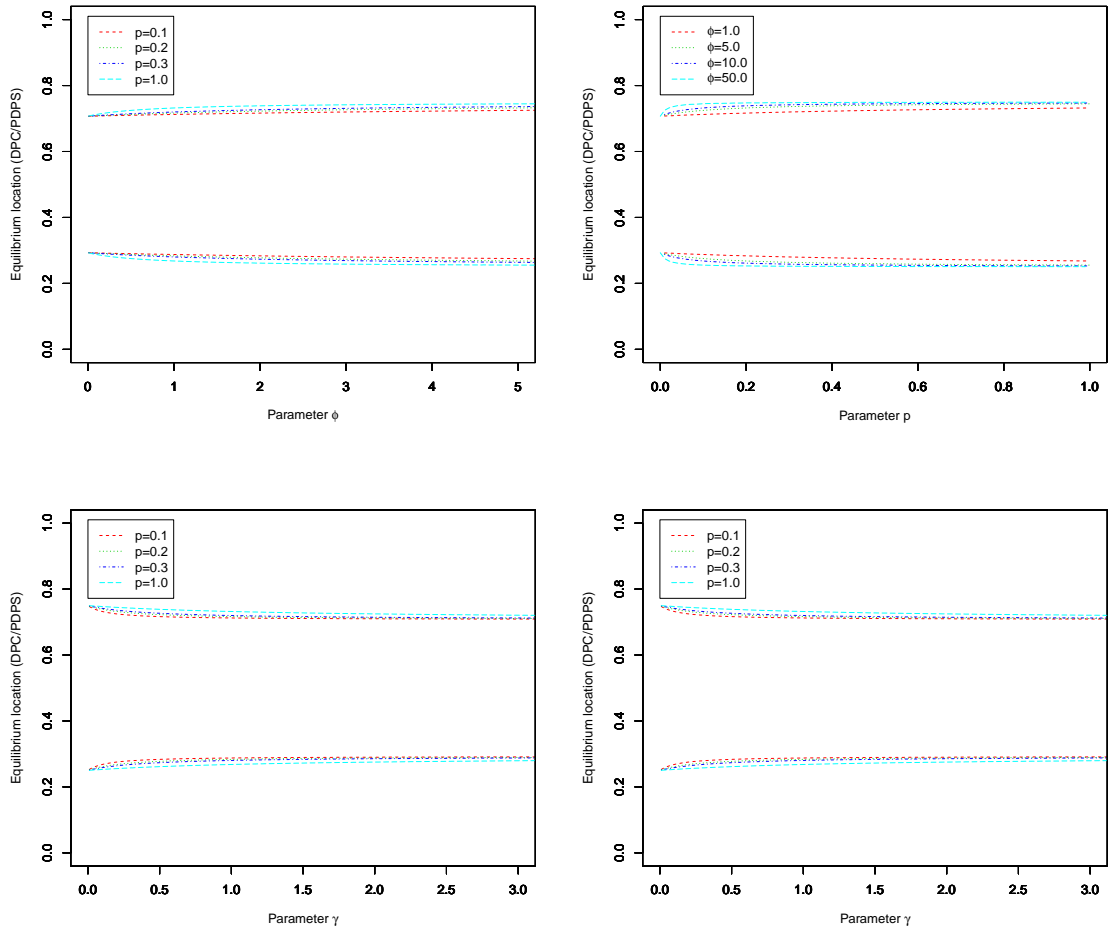 Equilibrium location (DPC/PDPS)
1.0
0.8
0.6
0.4
0.2
0.0
p=0.1
p=0.2
p=0.3
p=1.0
0 1 2 3 4 5
Parameter ϕ
Equilibrium location (DPC/PDPS)
1.0
0.8
0.6
0.4
0.2
0.0
ϕ=1.0
ϕ=5.0
ϕ=10.0
ϕ=50.0
0.0 0.2 0.4 0.6 0.8 1.0
Parameter p
Equilibrium location (DPC/PDPS)
1.0
0.8
0.6
0.4
0.2
0.0
p=0.1
p=0.2
p=0.3
p=1.0
0.0 0.5 1.0 1.5 2.0 2.5 3.0
Parameter γ
Equilibrium location (DPC/PDPS)
1.0
0.8
0.6
0.4
0.2
0.0
p=0.1
p=0.2
p=0.3
p=1.0
0.0 0.5 1.0 1.5 2.0 2.5 3.0
Parameter γ